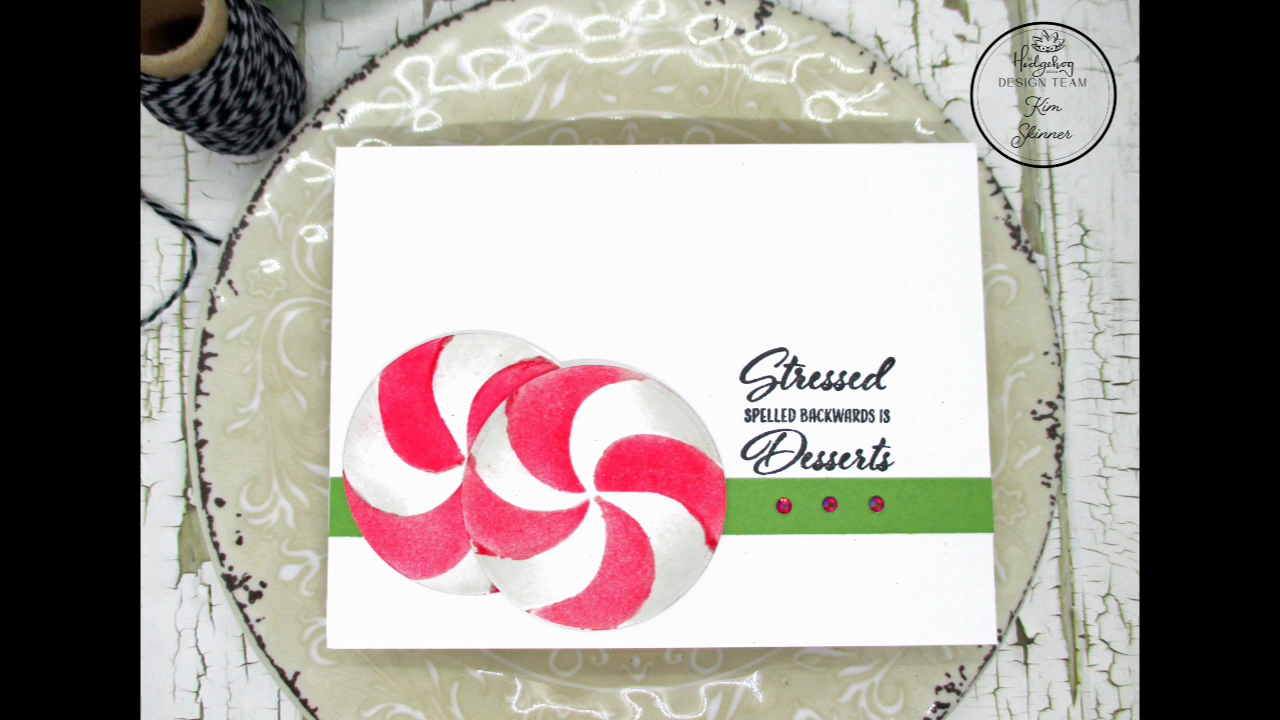 Hedgehog
DESIGN TEAM
Kim
Skinner
Stressed
SPELLED BACKWARDS IS
Desserts